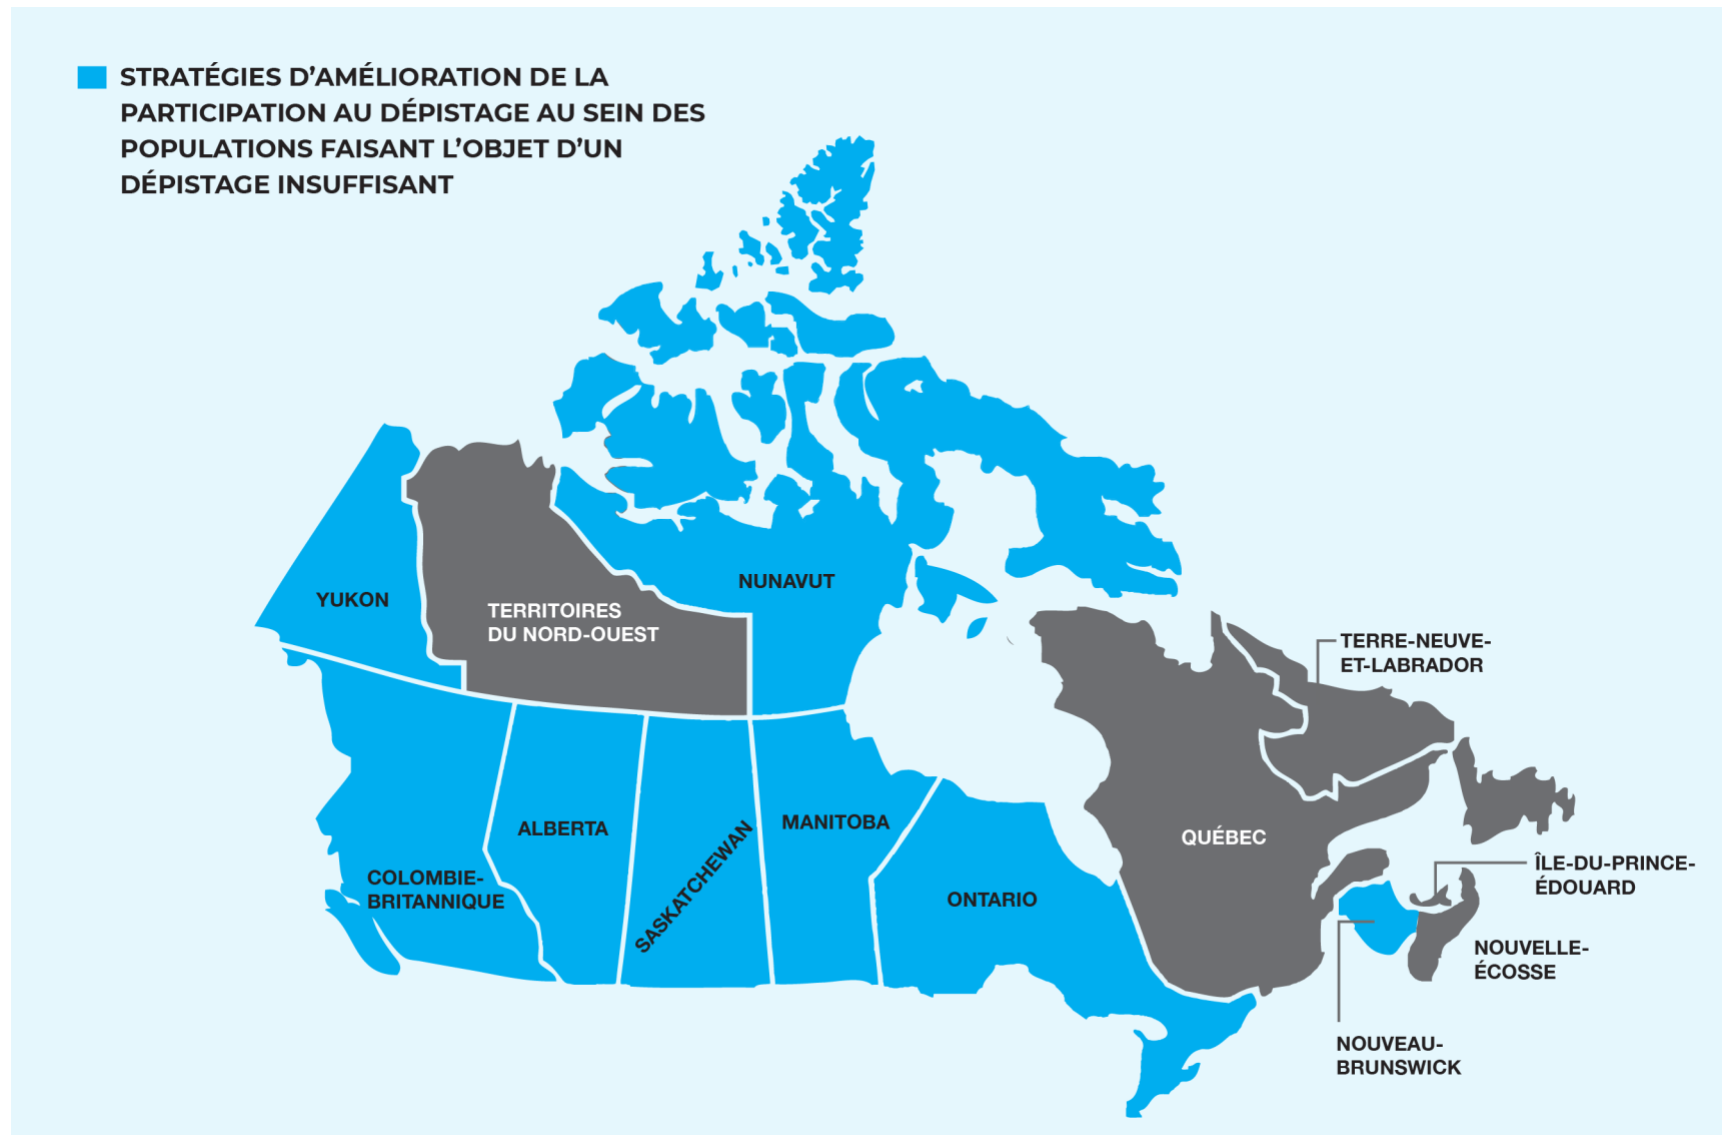 STRATÉGIES D’AMÉLIORATION DE LA
PARTICIPATION AU DÉPISTAGE AU SEIN DES
POPULATIONS FAISANT L’OBJET D’UN
DÉPISTAGE INSUFFISANT
YUKON
TERRITOIRES
DU NORD-OUEST
NUNAVUT
TERRE-NEUVE-
ET-LABRADOR
COLOMBIE-
BRITANNIQUE
ALBERTA
SASKATCHEWAN
MANITOBA
ONTARIO
QUÉBEC
ÎLE-DU-PRINCE-
ÉDOUARD
NOUVELLE-
ÉCOSSE
NOUVEAU-
BRUNSWICK